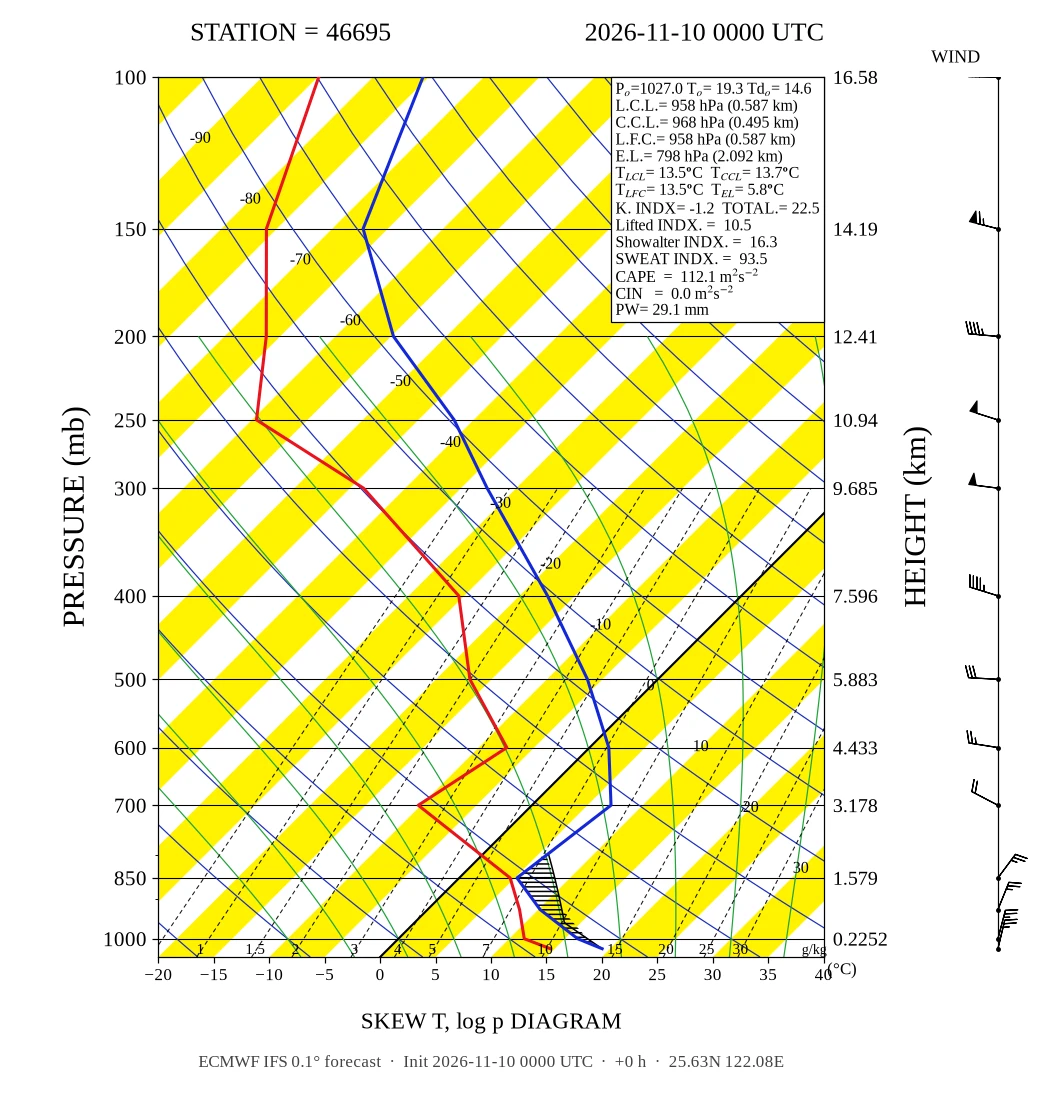 STATION = 46695 2026-11-10 0000 UTC
WIND
100 16.58
Pₒ=1027.0 Tₒ= 19.3 Tdₒ= 14.6
L.C.L.= 958 hPa (0.587 km)
C.C.L.= 968 hPa (0.495 km)
L.F.C.= 958 hPa (0.587 km)
E.L.= 798 hPa (2.092 km)
T_LCL= 13.5°C T_CCL= 13.7°C
T_LFC= 13.5°C T_EL= 5.8°C
K. INDX= -1.2 TOTAL.= 22.5
Lifted INDX. = 10.5
Showalter INDX. = 16.3
SWEAT INDX. = 93.5
CAPE = 112.1 m²s⁻²
CIN = 0.0 m²s⁻²
PW= 29.1 mm
-90
-80
150 14.19
-70
-60
200 12.41
-50
250 10.94
-40
300 9.685
-30
-20
400 7.596
-10
500 5.883
0
10
600 4.433
700 3.178
20
30
850 1.579
1000 0.2252
1 1.5 2 3 4 5 7 10 15 20 25 30 g/kg
−20 −15 −10 −5 0 5 10 15 20 25 30 35 40 (°C)
PRESSURE (mb)
HEIGHT (km)
SKEW T, log p DIAGRAM
ECMWF IFS 0.1° forecast · Init 2026-11-10 0000 UTC · +0 h · 25.63N 122.08E